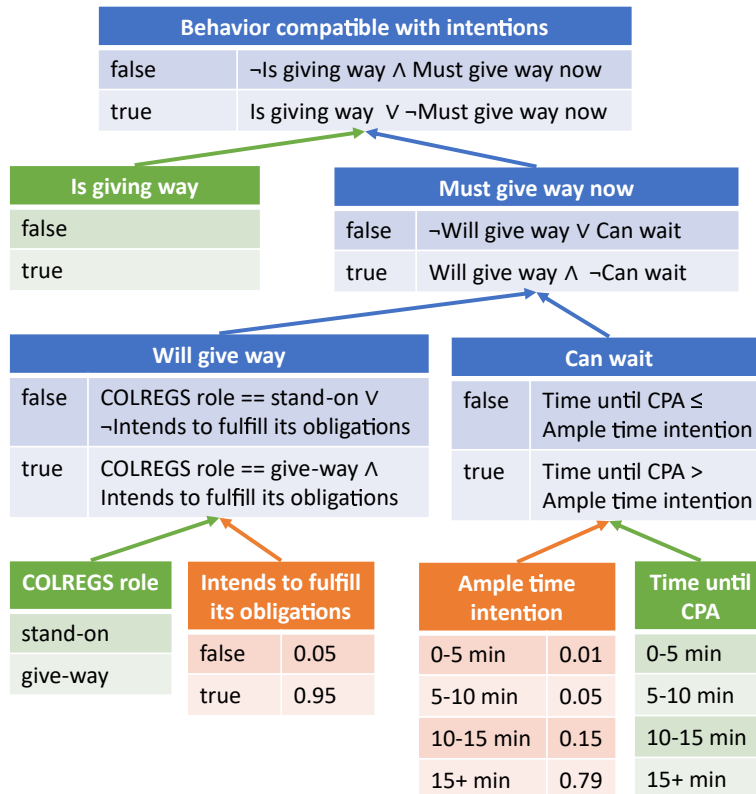 Behavior compatible with intentions
false ¬Is giving way ∧ Must give way now
true Is giving way ∨ ¬Must give way now
Is giving way
false
true
Must give way now
false ¬Will give way ∨ Can wait
true Will give way ∧ ¬Can wait
Will give way
false COLREGS role == stand-on ∨
¬Intends to fulfill its obligations
true COLREGS role == give-way ∧
Intends to fulfill its obligations
Can wait
false Time until CPA ≤
Ample time intention
true Time until CPA >
Ample time intention
COLREGS role
stand-on
give-way
Intends to fulfill
its obligations
false 0.05
true 0.95
Ample time
intention
0-5 min 0.01
5-10 min 0.05
10-15 min 0.15
15+ min 0.79
Time until
CPA
0-5 min
5-10 min
10-15 min
15+ min